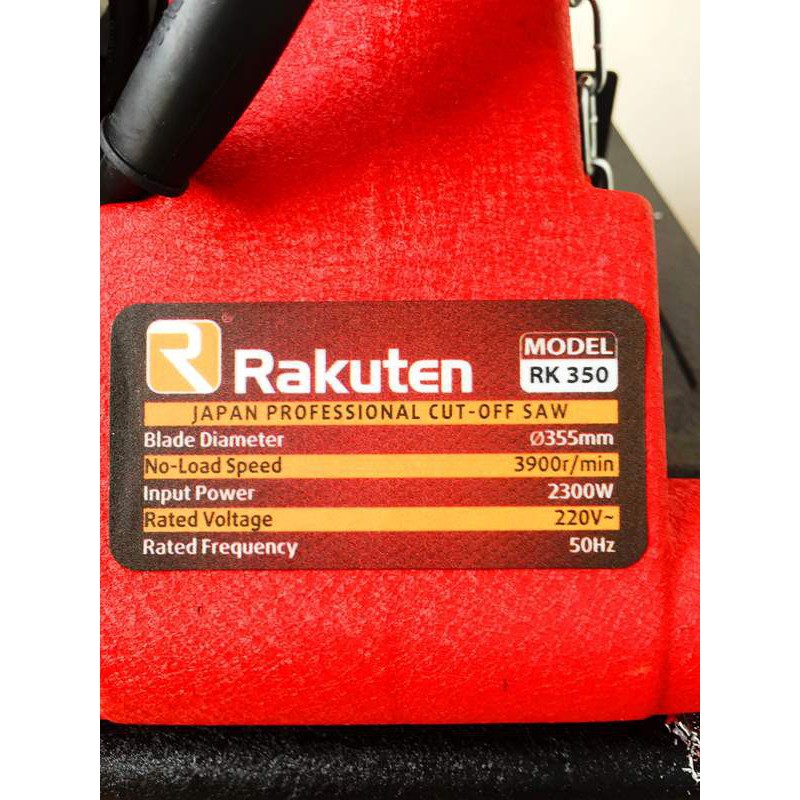 R ®
Rakuten
MODEL
RK 350
JAPAN PROFESSIONAL CUT-OFF SAW
Blade Diameter Ø355mm
No-Load Speed 3900r/min
Input Power 2300W
Rated Voltage 220V~
Rated Frequency 50Hz